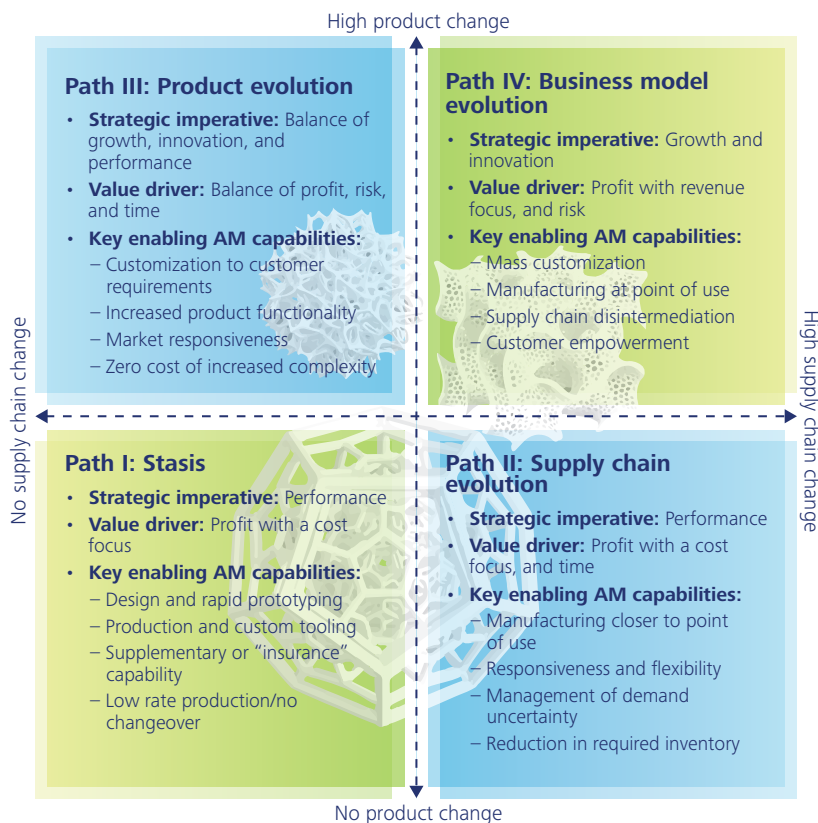 High product change
Path III: Product evolution
• Strategic imperative: Balance of
growth, innovation, and
performance
• Value driver: Balance of profit, risk,
and time
• Key enabling AM capabilities:
– Customization to customer
requirements
– Increased product functionality
– Market responsiveness
– Zero cost of increased complexity
Path IV: Business model
evolution
• Strategic imperative: Growth and
innovation
• Value driver: Profit with revenue
focus, and risk
• Key enabling AM capabilities:
– Mass customization
– Manufacturing at point of use
– Supply chain disintermediation
– Customer empowerment
No supply chain change
High supply chain change
Path I: Stasis
• Strategic imperative: Performance
• Value driver: Profit with a cost
focus
• Key enabling AM capabilities:
– Design and rapid prototyping
– Production and custom tooling
– Supplementary or “insurance”
capability
– Low rate production/no
changeover
Path II: Supply chain
evolution
• Strategic imperative: Performance
• Value driver: Profit with a cost
focus, and time
• Key enabling AM capabilities:
– Manufacturing closer to point
of use
– Responsiveness and flexibility
– Management of demand
uncertainty
– Reduction in required inventory
No product change